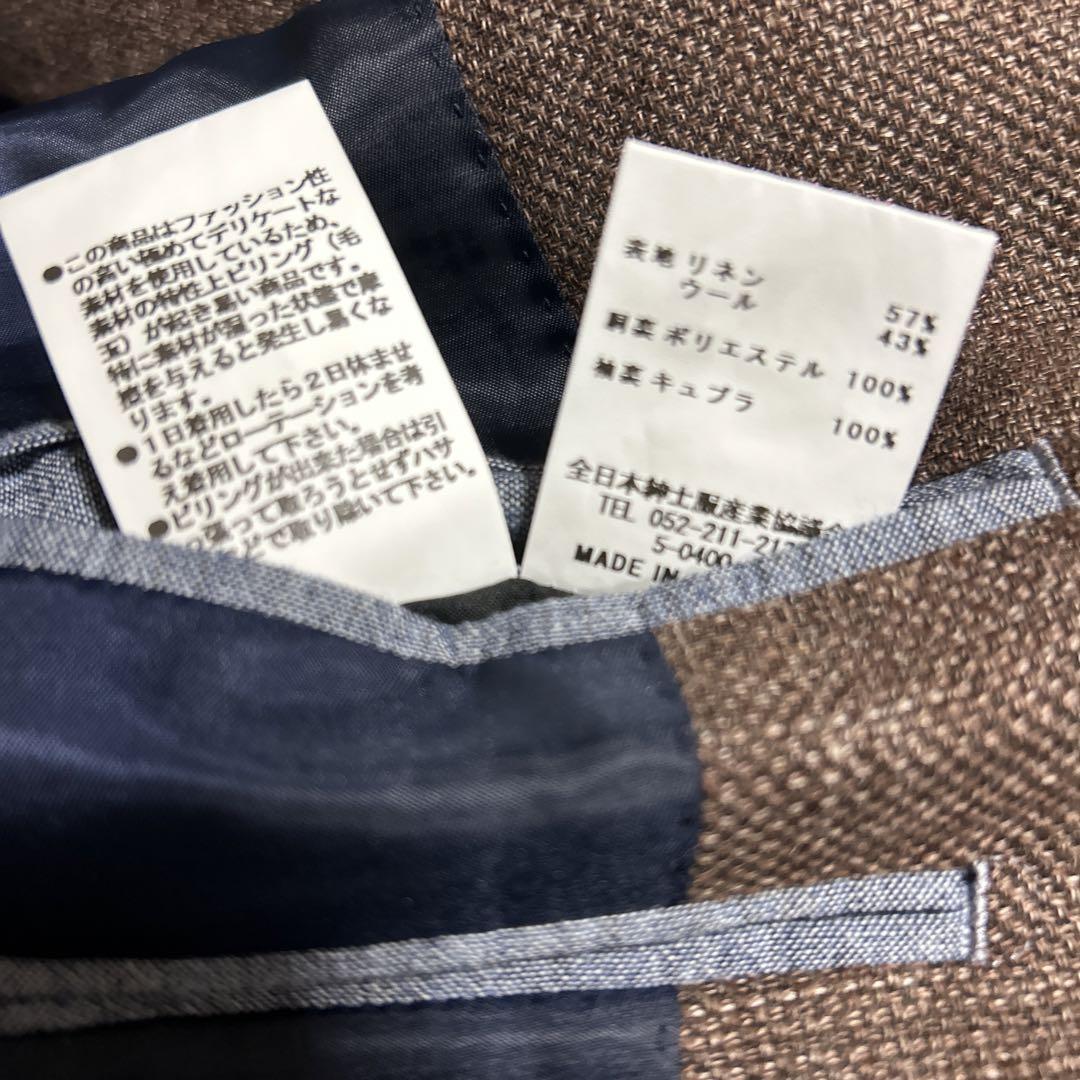 ●この商品はファッション性
の高い極めてデリケートな
素材を使用しているため、
素材の特性上ピリング（毛
玉）が起き易い商品です。
特に素材が湿った状態で摩
擦を与えると発生し易くな
ります。
●1日着用したら2日休ませ
るなどローテーションを考
え着用して下さい。
●ピリングが出来た場合は引
っ張って取ろうとせずハサ
などで取り除いて下さい。
表地 リネン 57%
ウール 43%
胴裏 ポリエステル 100%
袖裏 キュプラ 100%
全日本紳士服産業協議会
TEL 052-211-21
5-0400
MADE IN